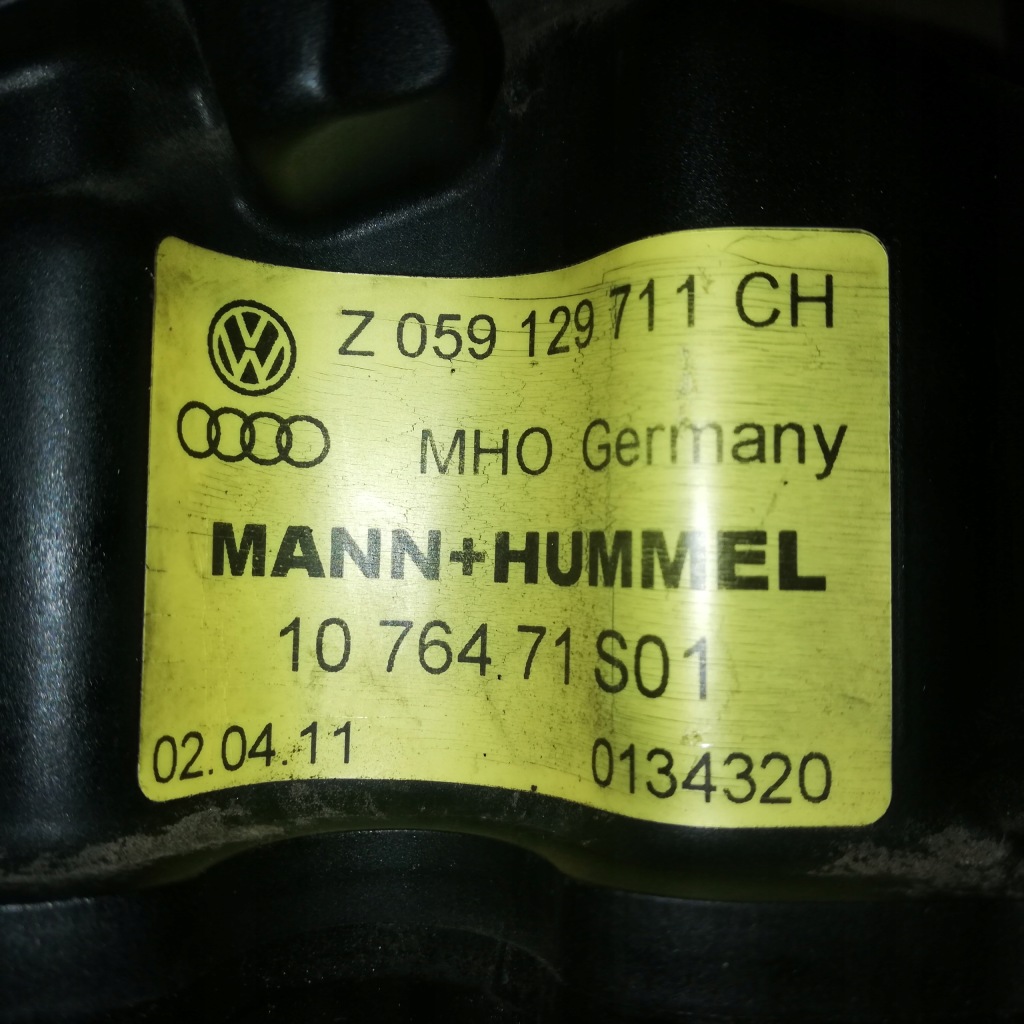 Z 059 129 711 CH
MHO Germany
MANN+HUMMEL
10 764.71 S01
02.04.11 0134320